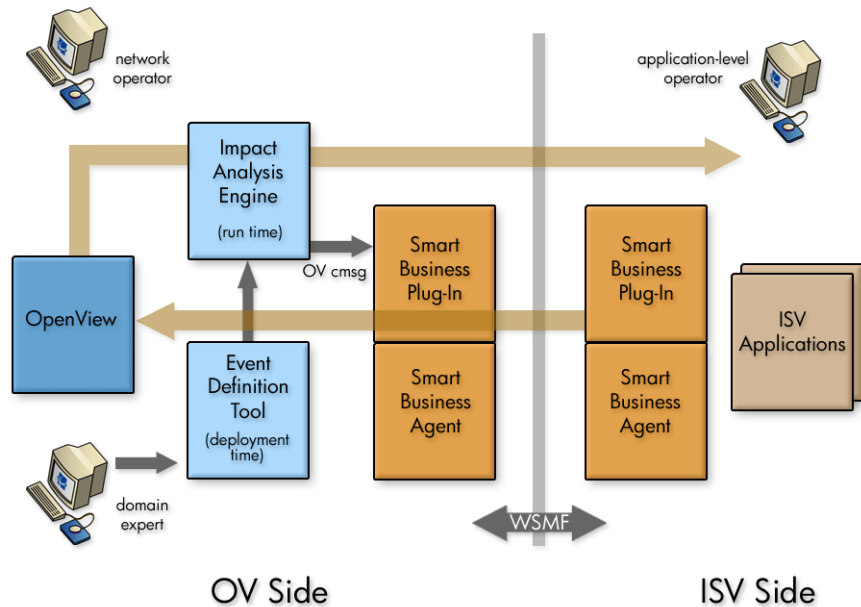 network
operator
application-level
operator
Impact
Analysis
Engine
(run time)
OV cmsg
Smart
Business
Plug-In
Smart
Business
Plug-In
OpenView
ISV
Applications
Event
Definition
Tool
(deployment
time)
Smart
Business
Agent
Smart
Business
Agent
domain
expert
WSMF
OV Side
ISV Side